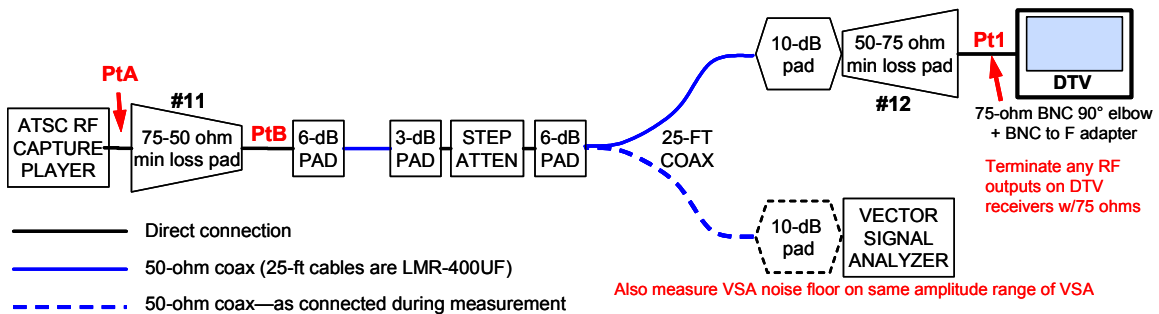 PtA
#11
ATSC RF
CAPTURE
PLAYER
75-50 ohm
min loss pad
PtB
6-dB
PAD
3-dB
PAD
STEP
ATTEN
6-dB
PAD
25-FT
COAX
10-dB
pad
50-75 ohm
min loss pad
#12
Pt1
DTV
75-ohm BNC 90° elbow
+ BNC to F adapter
Terminate any RF
outputs on DTV
receivers w/75 ohms
10-dB
pad
VECTOR
SIGNAL
ANALYZER
Also measure VSA noise floor on same amplitude range of VSA
Direct connection
50-ohm coax (25-ft cables are LMR-400UF)
50-ohm coax—as connected during measurement